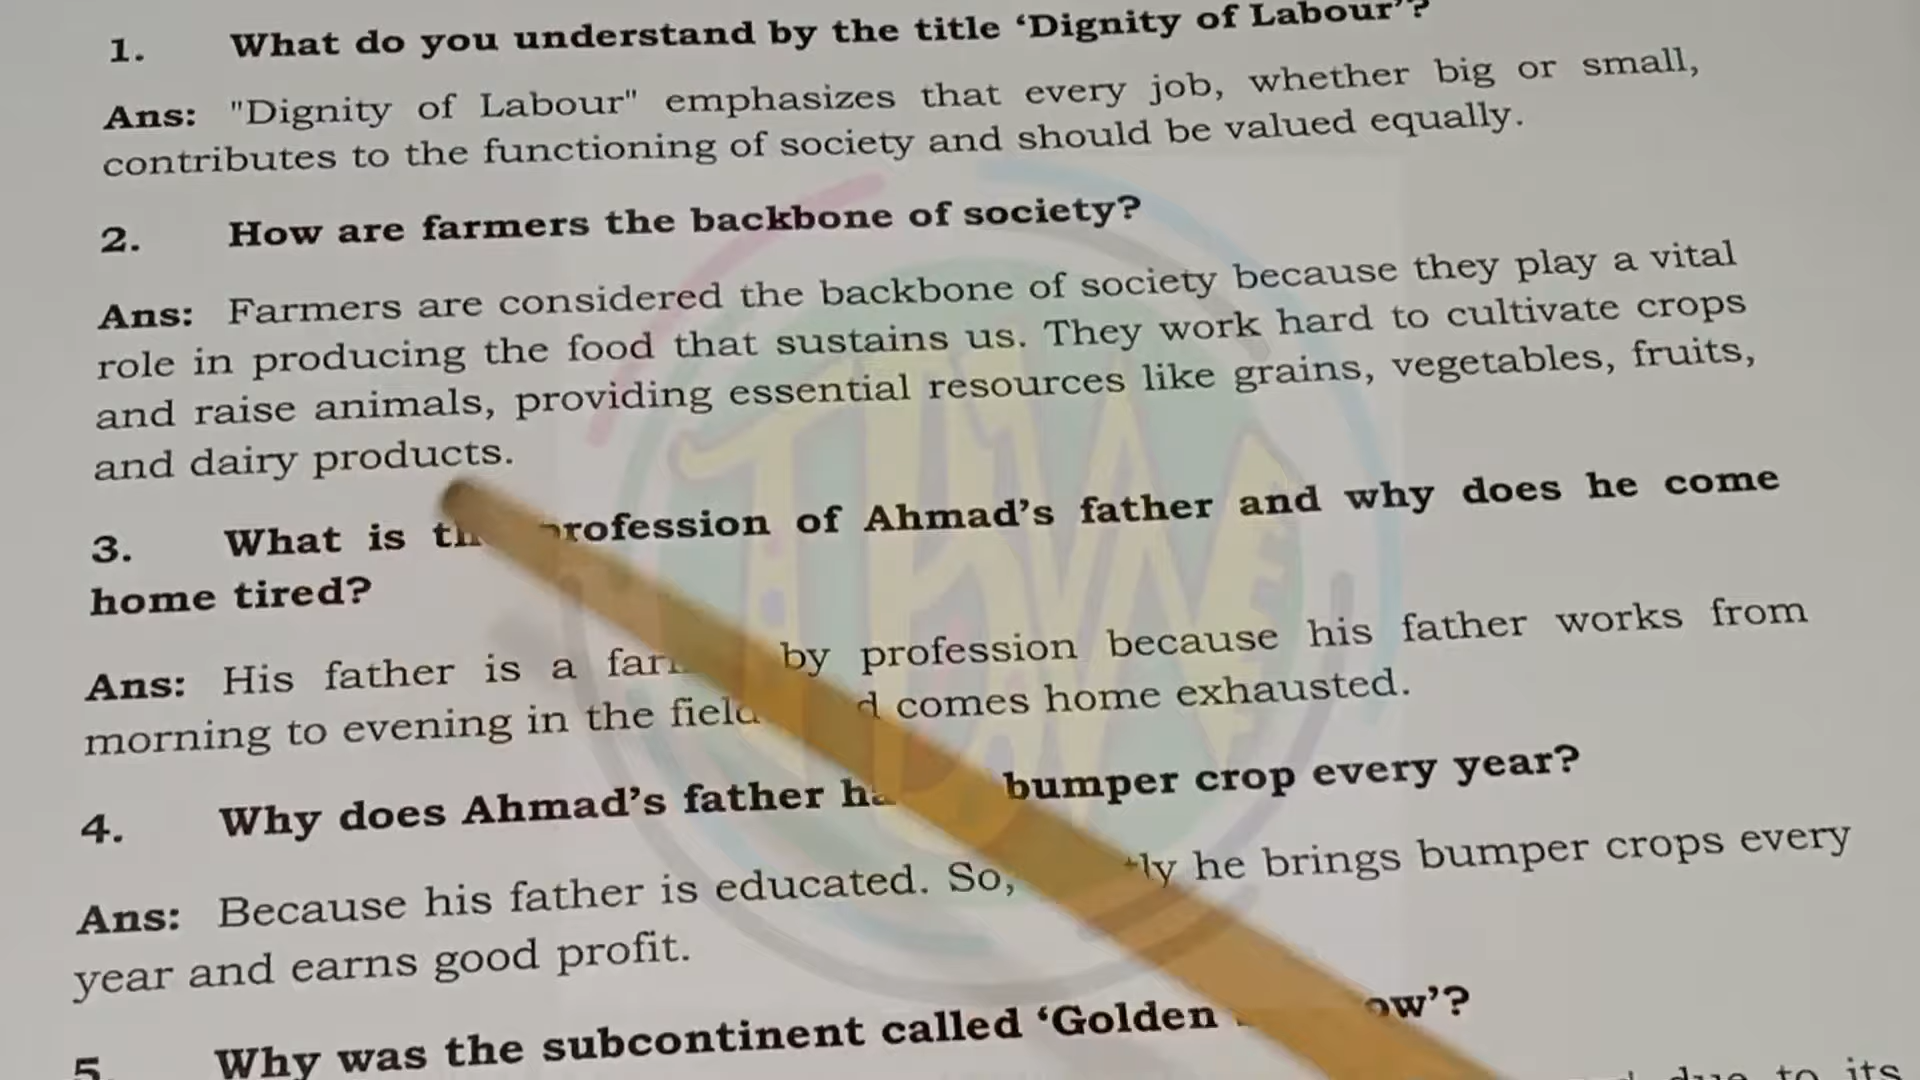 1. What do you understand by the title ‘Dignity of Labour’?
Ans: "Dignity of Labour" emphasizes that every job, whether big or small,
contributes to the functioning of society and should be valued equally.
2. How are farmers the backbone of society?
Ans: Farmers are considered the backbone of society because they play a vital
role in producing the food that sustains us. They work hard to cultivate crops
and raise animals, providing essential resources like grains, vegetables, fruits,
and dairy products.
3. What is of Ahmad’s father and why does he come
home tired?
Ans: His father is a by profession because his father works from
morning to evening in the comes home exhausted.
4. Why does Ahmad’s father bumper crop every year?
Ans: Because his father is educated. So, he brings bumper crops every
year and earns good profit.
5. Why was the subcontinent called ‘Golden
due to its